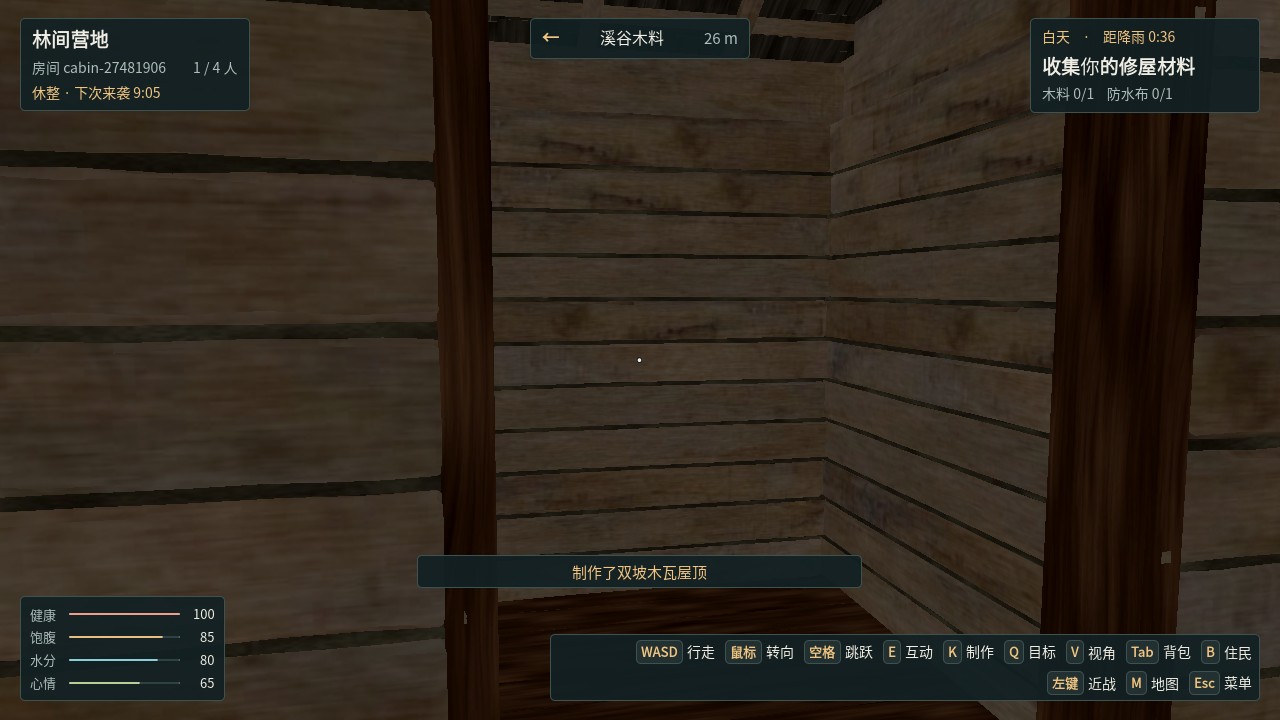 林间营地
房间 cabin-27481906 1 / 4 人
休整 · 下次来袭 9:05
← 溪谷木料 26 m
白天 · 距降雨 0:36
收集你的修屋材料
木料 0/1 防水布 0/1
制作了双坡木瓦屋顶
健康 100
饱腹 85
水分 80
心情 65
WASD 行走 鼠标 转向 空格 跳跃 E 互动 K 制作 Q 目标 V 视角 Tab 背包 B 住民
左键 近战 M 地图 Esc 菜单